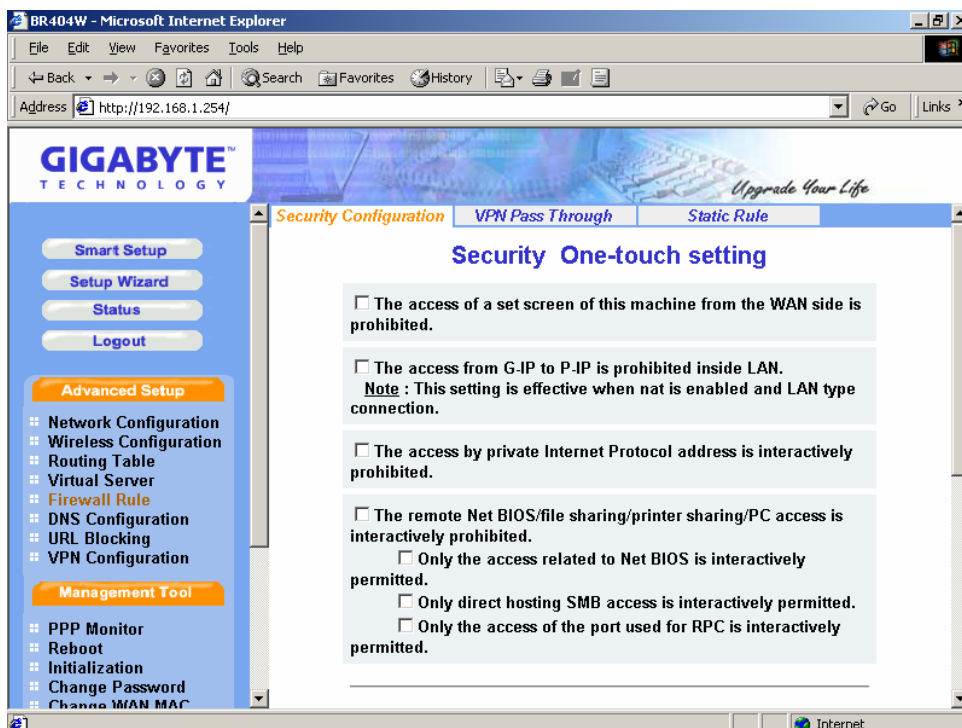 BR404W - Microsoft Internet Explorer
File Edit View Favorites Tools Help
Back Search Favorites History
Address http://192.168.1.254/ Go Links
GIGABYTE™
TECHNOLOGY
Upgrade Your Life
Security Configuration VPN Pass Through Static Rule
Smart Setup
Setup Wizard
Status
Logout
Advanced Setup
Network Configuration
Wireless Configuration
Routing Table
Virtual Server
Firewall Rule
DNS Configuration
URL Blocking
VPN Configuration
Management Tool
PPP Monitor
Reboot
Initialization
Change Password
Change WAN MAC
Security One-touch setting
The access of a set screen of this machine from the WAN side is
prohibited.
The access from G-IP to P-IP is prohibited inside LAN.
Note : This setting is effective when nat is enabled and LAN type
connection.
The access by private Internet Protocol address is interactively
prohibited.
The remote Net BIOS/file sharing/printer sharing/PC access is
interactively prohibited.
Only the access related to Net BIOS is interactively
permitted.
Only direct hosting SMB access is interactively permitted.
Only the access of the port used for RPC is interactively
permitted.
Internet